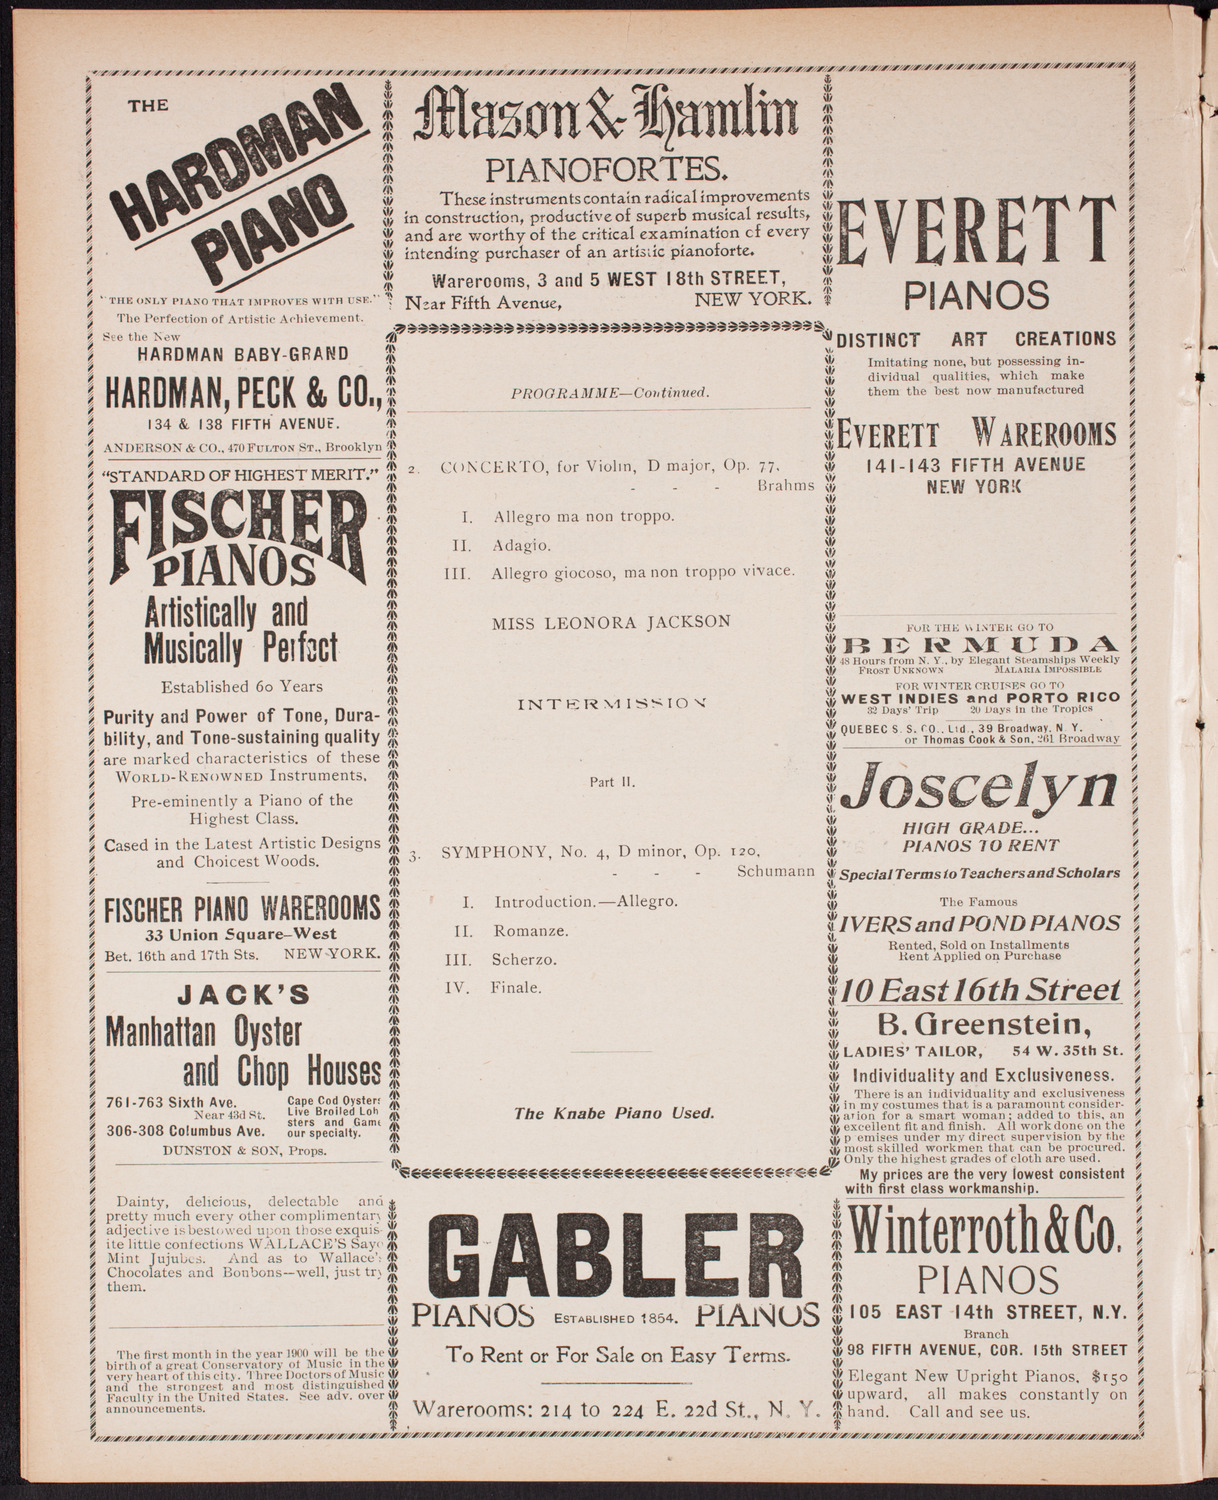 THE
HARDMAN
PIANO
"THE ONLY PIANO THAT IMPROVES WITH USE."
The Perfection of Artistic Achievement.
See the New
HARDMAN BABY-GRAND
HARDMAN, PECK & CO.,
134 & 138 FIFTH AVENUE.
ANDERSON & CO., 470 FULTON ST., Brooklyn
"STANDARD OF HIGHEST MERIT."
FISCHER
PIANOS
Artistically and
Musically Perfect
Established 60 Years
Purity and Power of Tone, Dura-
bility, and Tone-sustaining quality
are marked characteristics of these
WORLD-RENOWNED Instruments.
Pre-eminently a Piano of the
Highest Class.
Cased in the Latest Artistic Designs
and Choicest Woods.
FISCHER PIANO WAREROOMS
33 Union Square-West
Bet. 16th and 17th Sts. NEW-YORK.
JACK'S
Manhattan Oyster
and Chop Houses
761-763 Sixth Ave.
Near 43d St.
306-308 Columbus Ave.
Cape Cod Oysters
Live Broiled Lob
sters and Game
our specialty.
DUNSTON & SON, Props.
Dainty, delicious, delectable and
pretty much every other complimentary
adjective is bestowed upon those exquis-
ite little confections WALLACE'S Sayo
Mint Jujubes. And as to Wallace's
Chocolates and Bonbons—well, just try
them.
The first month in the year 1900 will be the
birth of a great Conservatory of Music in the
very heart of this city. Three Doctors of Music
and the strongest and most distinguished
Faculty in the United States. See adv. over
announcements.
Mason & Hamlin
PIANOFORTES.
These instruments contain radical improvements
in construction, productive of superb musical results,
and are worthy of the critical examination of every
intending purchaser of an artistic pianoforte.
Warerooms, 3 and 5 WEST 18th STREET,
Near Fifth Avenue, NEW YORK.
PROGRAMME—Continued.
2. CONCERTO, for Violin, D major, Op. 77,
- - - Brahms
I. Allegro ma non troppo.
II. Adagio.
III. Allegro giocoso, ma non troppo vivace.
MISS LEONORA JACKSON
INTERMISSION
Part II.
3. SYMPHONY, No. 4, D minor, Op. 120,
- - - Schumann
I. Introduction.—Allegro.
II. Romanze.
III. Scherzo.
IV. Finale.
The Knabe Piano Used.
GABLER
PIANOS ESTABLISHED 1854. PIANOS
To Rent or For Sale on Easy Terms.
Warerooms: 214 to 224 E. 22d St., N. Y.
EVERETT
PIANOS
DISTINCT ART CREATIONS
Imitating none, but possessing in-
dividual qualities, which make
them the best now manufactured
EVERETT WAREROOMS
141-143 FIFTH AVENUE
NEW YORK
FOR THE WINTER GO TO
BERMUDA
48 Hours from N. Y., by Elegant Steamships Weekly
FROST UNKNOWN MALARIA IMPOSSIBLE
FOR WINTER CRUISES GO TO
WEST INDIES and PORTO RICO
32 Days' Trip 20 Days in the Tropics
QUEBEC S. S. CO., Ltd., 39 Broadway, N. Y.
or Thomas Cook & Son, 261 Broadway
Joscelyn
HIGH GRADE...
PIANOS TO RENT
Special Terms to Teachers and Scholars
The Famous
IVERS and POND PIANOS
Rented, Sold on Installments
Rent Applied on Purchase
10 East 16th Street
B. Greenstein,
LADIES' TAILOR, 54 W. 35th St.
Individuality and Exclusiveness.
There is an individuality and exclusiveness
in my costumes that is a paramount consider-
ation for a smart woman; added to this, an
excellent fit and finish. All work done on the
p emises under my direct supervision by the
most skilled workmen that can be procured.
Only the highest grades of cloth are used.
My prices are the very lowest consistent
with first class workmanship.
Winterroth & Co.
PIANOS
105 EAST 14th STREET, N.Y.
Branch
98 FIFTH AVENUE, COR. 15th STREET
Elegant New Upright Pianos, $150
upward, all makes constantly on
hand. Call and see us.